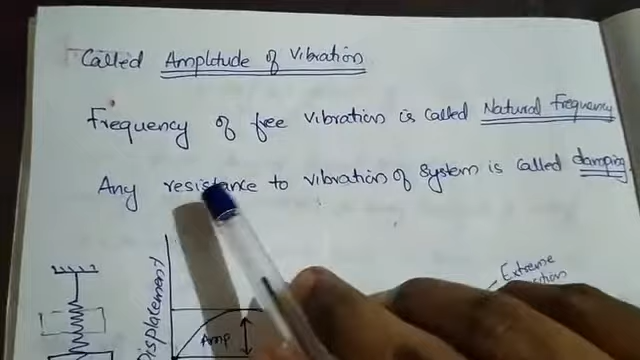 Called Amplitude of Vibration
Frequency of free vibration is called Natural Frequency
Any resistance to vibration of system is called damping.
Extreme
Displacement
Amp